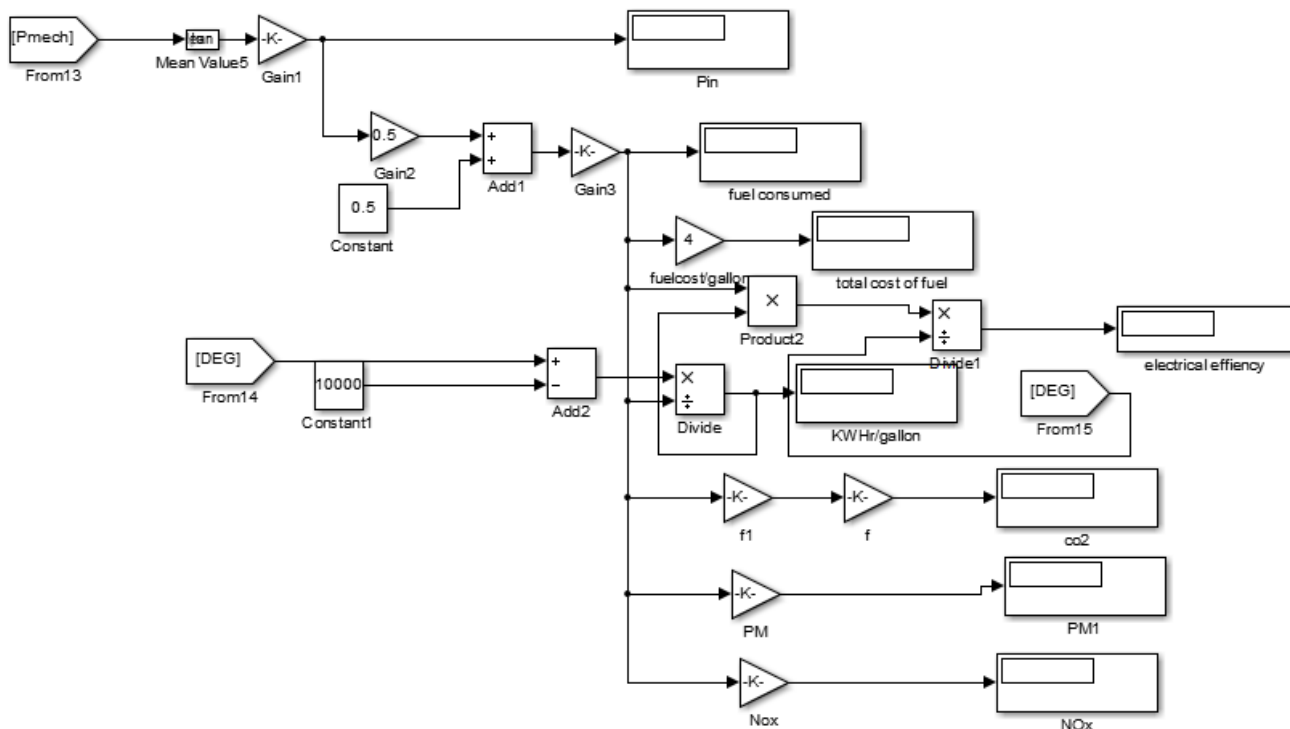 [Pmech]
From13
Mean Value5
-K-
Gain1
Pin
0.5
Gain2
+
+
Add1
-K-
Gain3
fuel consumed
0.5
Constant
4
fuelcost/gallon
total cost of fuel
×
Product2
×
÷
Divide1
electrical effiency
[DEG]
From14
10000
Constant1
+
−
Add2
×
÷
Divide
KWHr/gallon
[DEG]
From15
-K-
f1
-K-
f
co2
-K-
PM
PM1
-K-
Nox
NOx